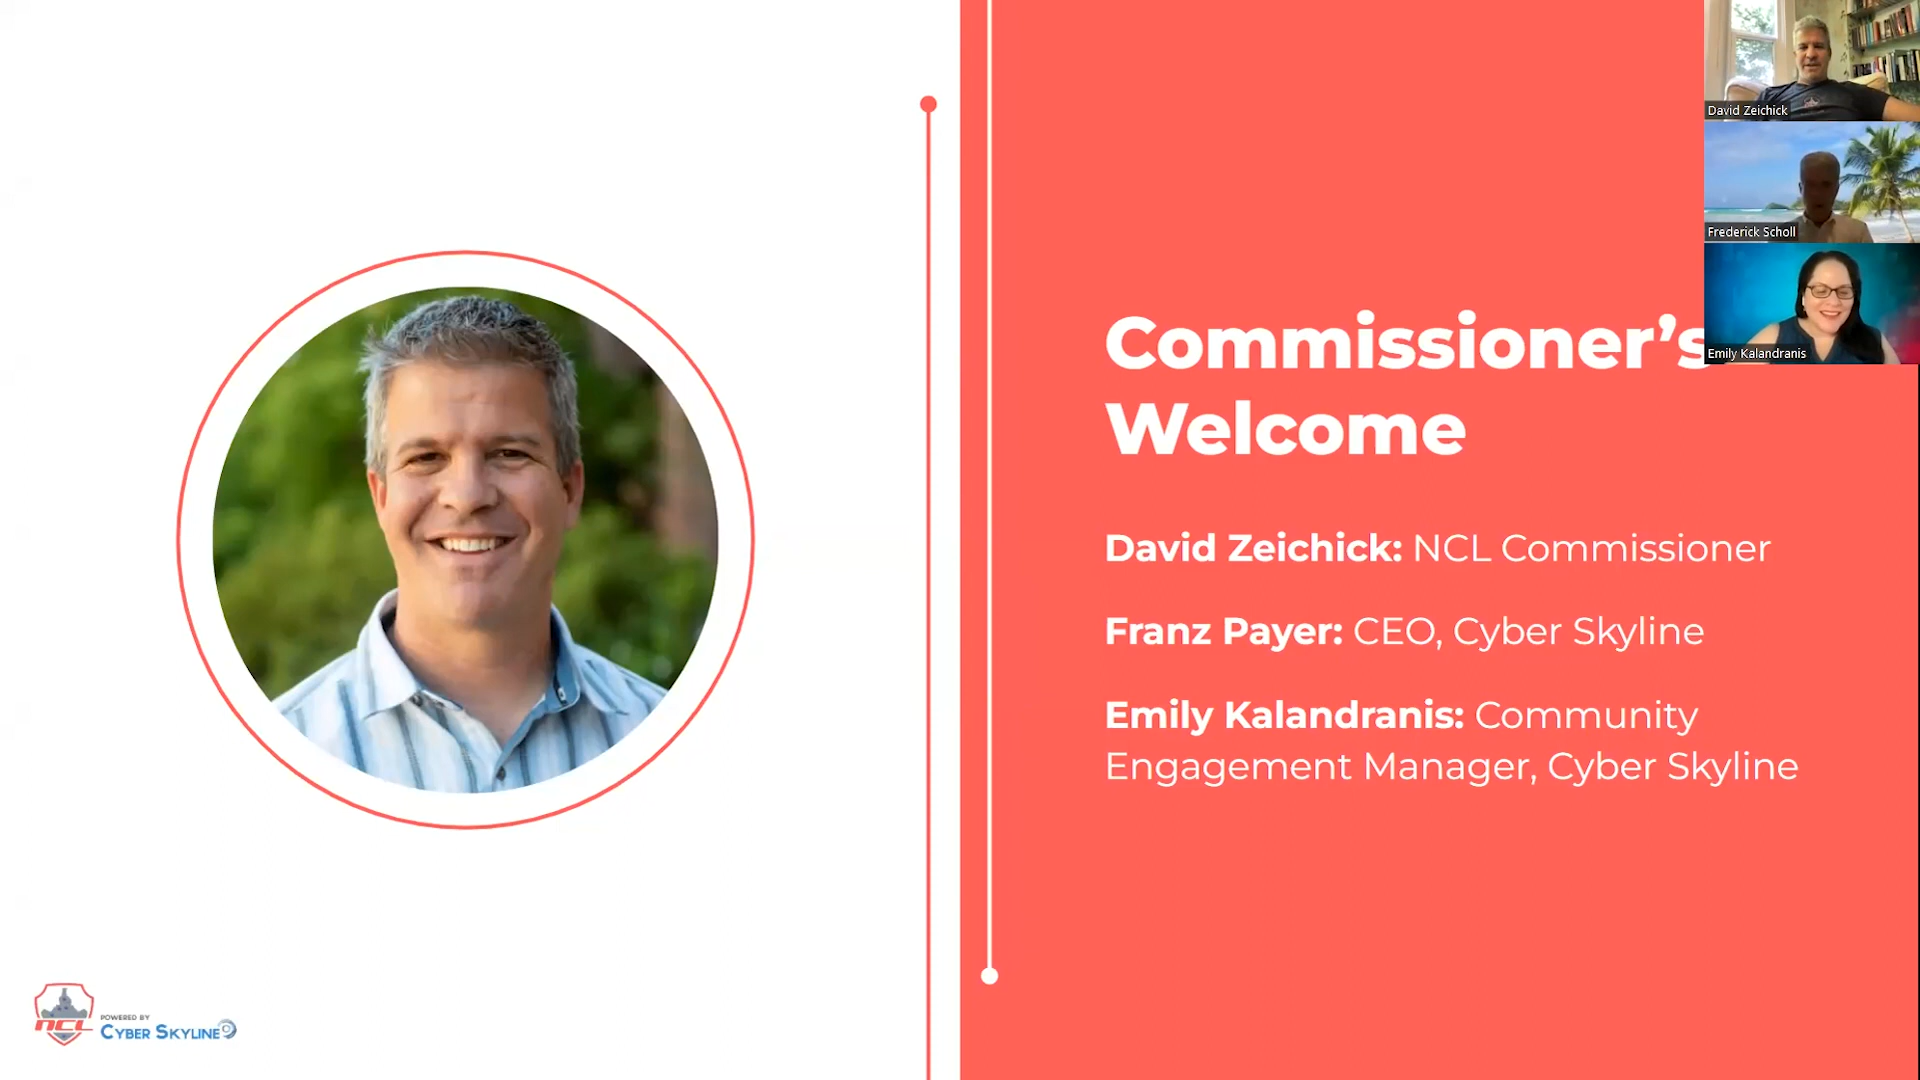 Commissioner’s
Welcome
David Zeichick: NCL Commissioner
Franz Payer: CEO, Cyber Skyline
Emily Kalandranis: Community
Engagement Manager, Cyber Skyline
David Zeichick
Frederick Scholl
Emily Kalandranis
NCL
POWERED BY
CYBER SKYLINE